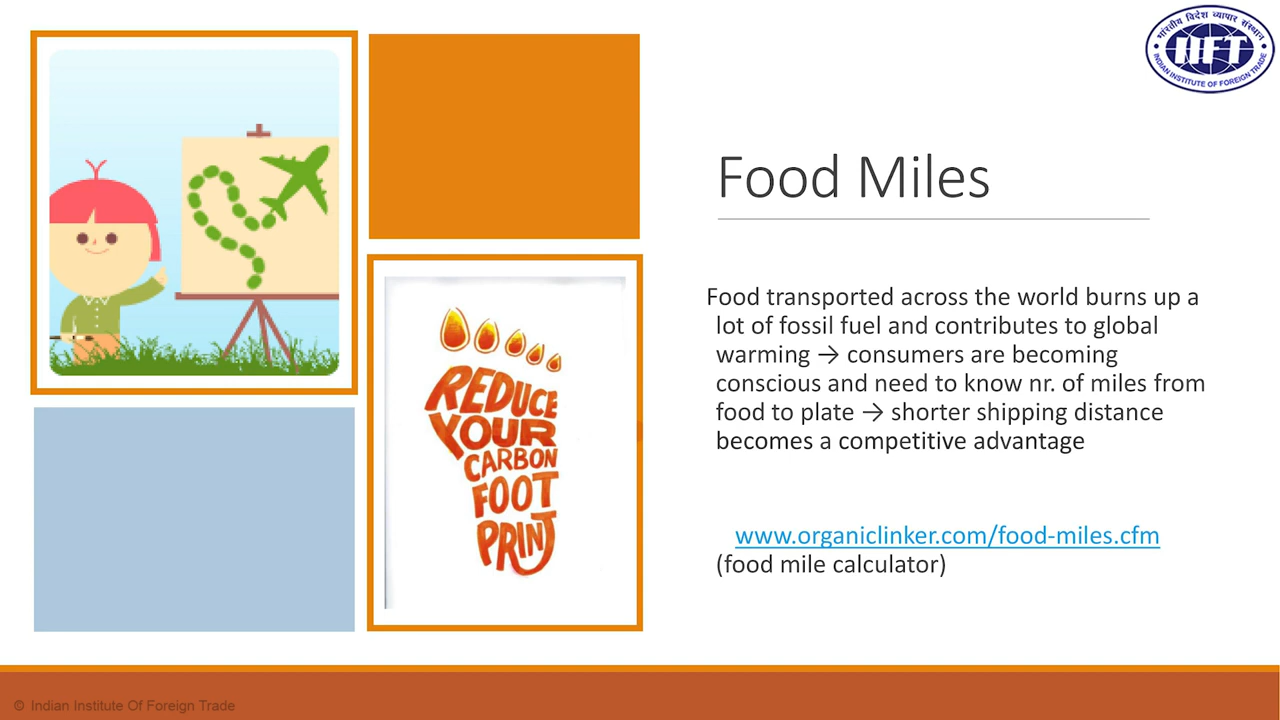 भारतीय विदेश व्यापार संस्थान
IIFT
INDIAN INSTITUTE OF FOREIGN TRADE
Food Miles
Food transported across the world burns up a
lot of fossil fuel and contributes to global
warming → consumers are becoming
conscious and need to know nr. of miles from
food to plate → shorter shipping distance
becomes a competitive advantage
www.organiclinker.com/food-miles.cfm
(food mile calculator)
REDUCE
YOUR
CARBON
FOOT
PRINT
© Indian Institute Of Foreign Trade